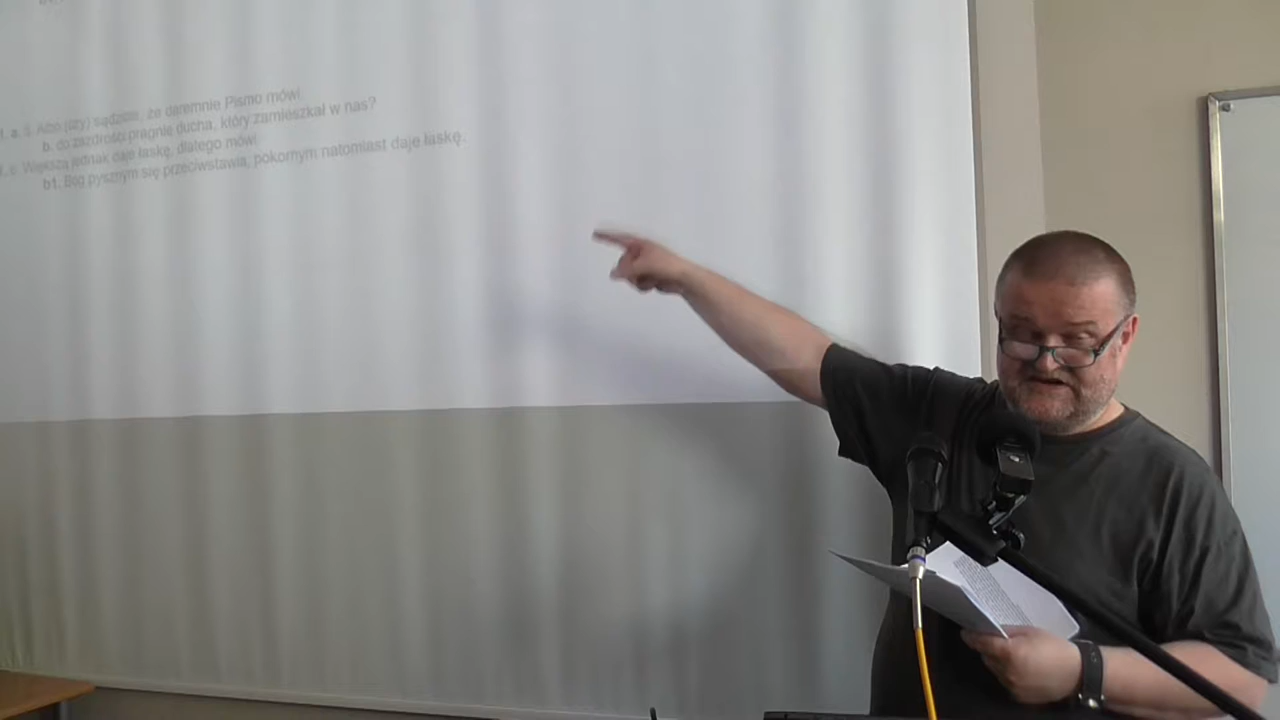 a. a. Albo (czy) sądzicie, że daremnie Pismo mówi
b. do zazdrości pragnie ducha, który zamieszkał w nas?
c. Większą jednak daje łaskę, dlatego mówi
b1. Bóg pysznym się przeciwstawia, pokornym natomiast daje łaskę.